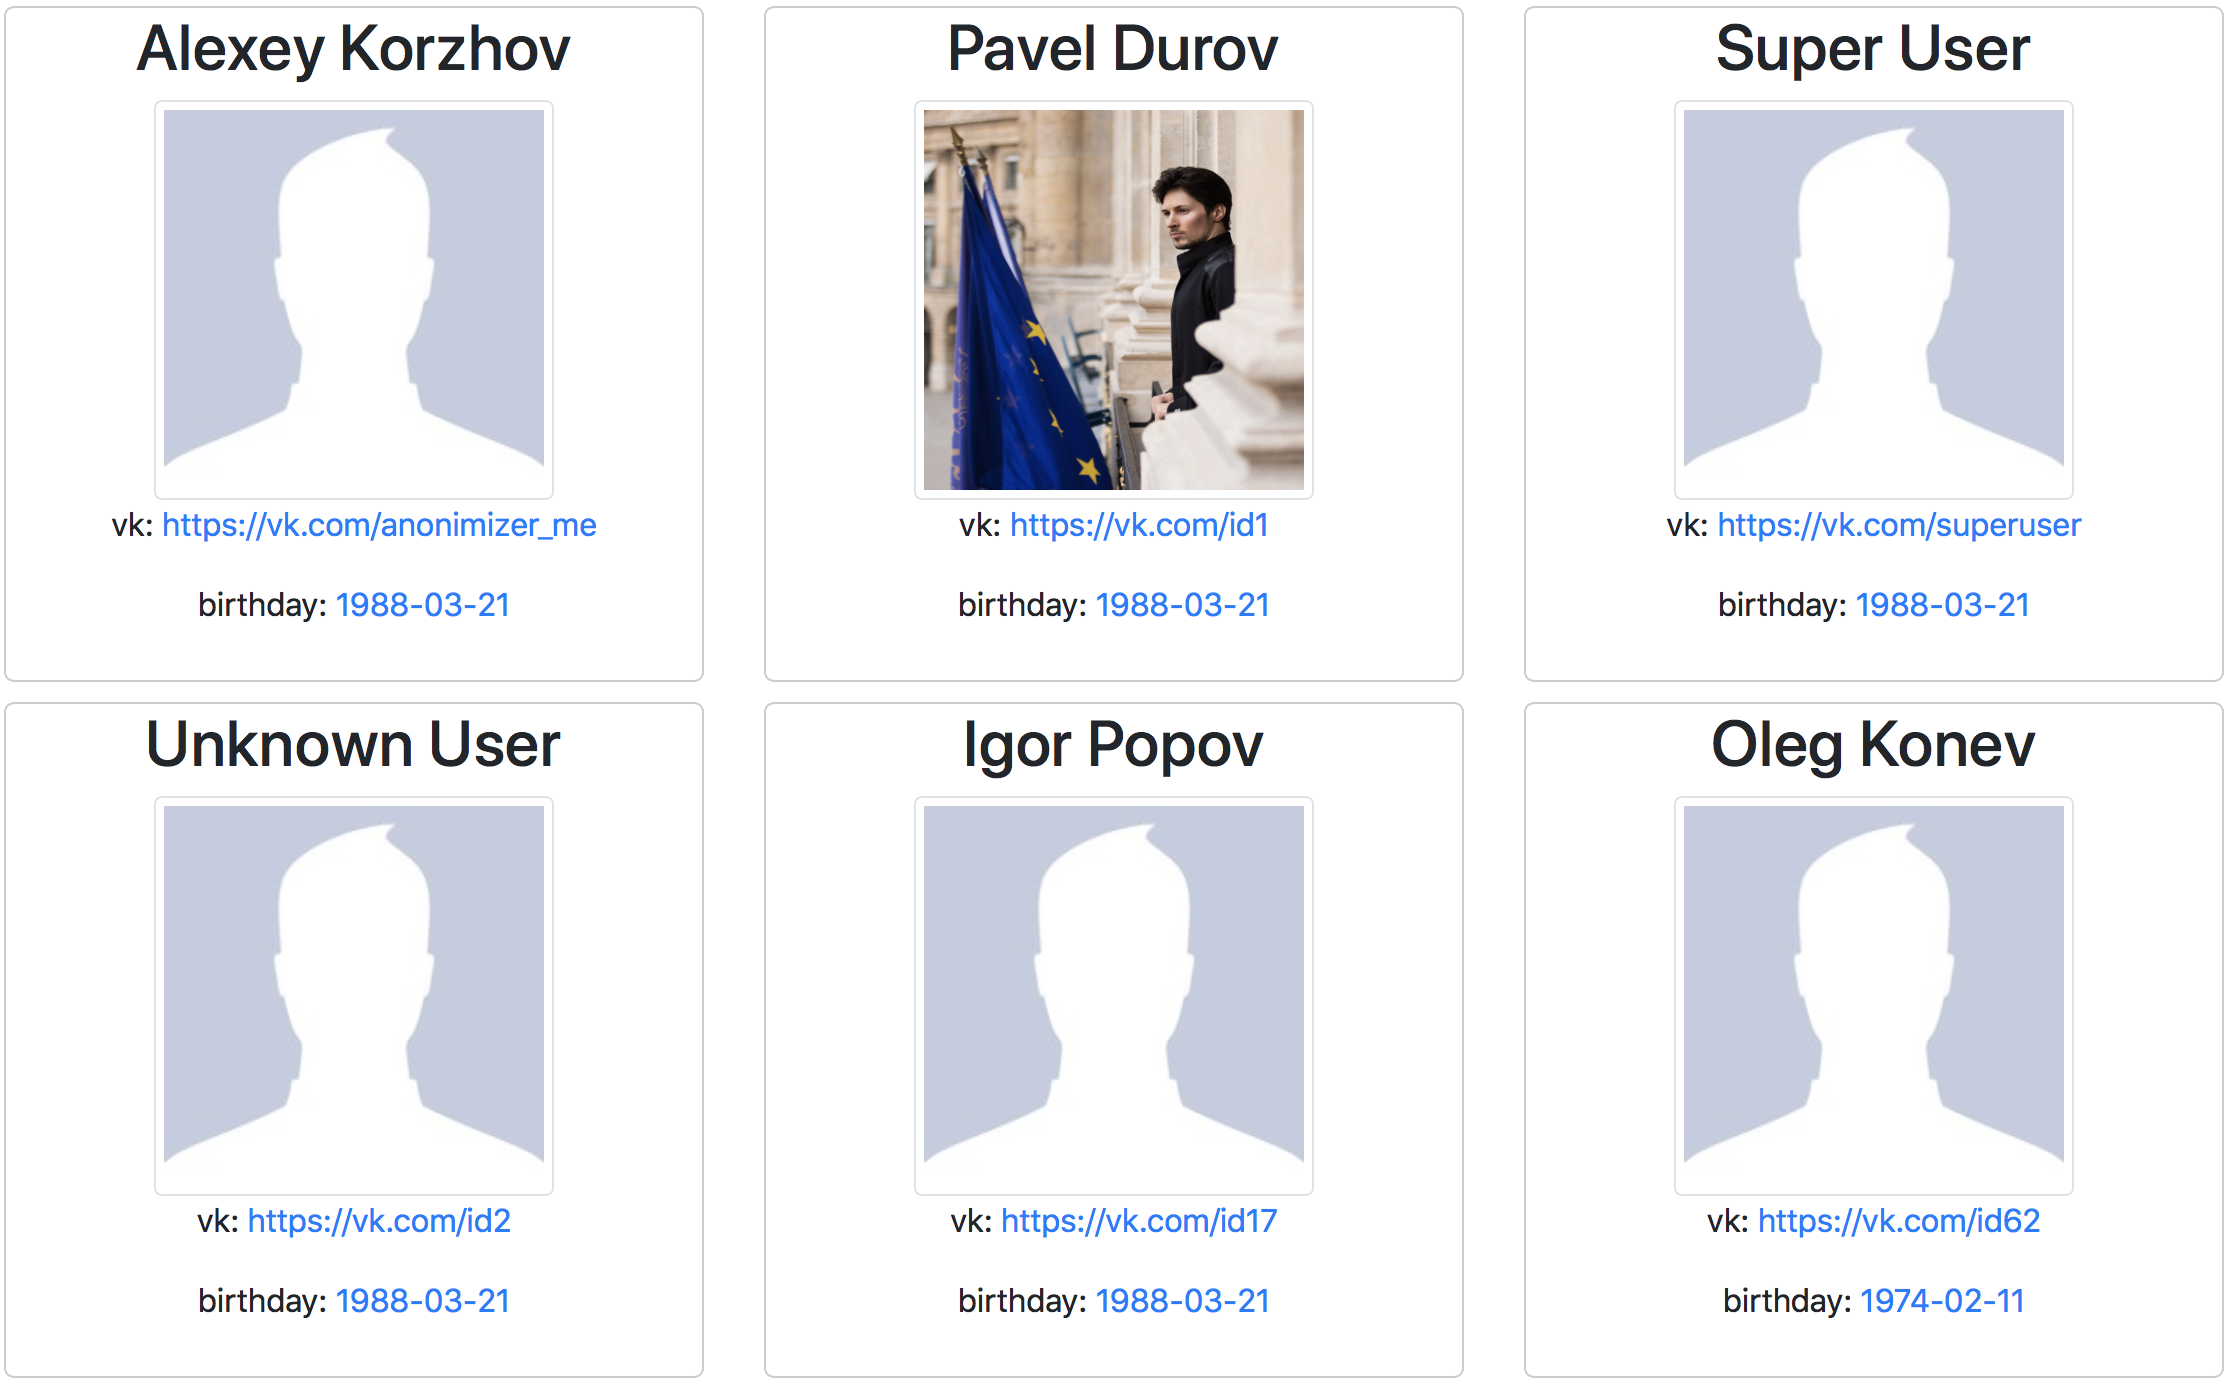 Alexey Korzhov
vk: https://vk.com/anonimizer_me
birthday: 1988-03-21
Pavel Durov
vk: https://vk.com/id1
birthday: 1988-03-21
Super User
vk: https://vk.com/superuser
birthday: 1988-03-21
Unknown User
vk: https://vk.com/id2
birthday: 1988-03-21
Igor Popov
vk: https://vk.com/id17
birthday: 1988-03-21
Oleg Konev
vk: https://vk.com/id62
birthday: 1974-02-11